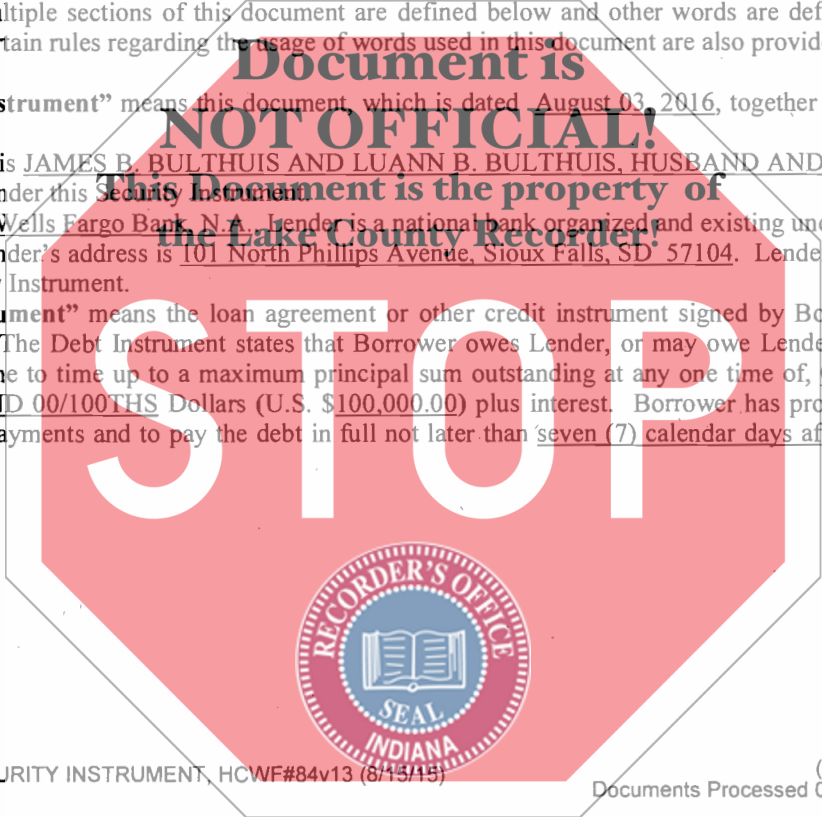 ltiple sections of this document are defined below and other words are def
tain rules regarding the usage of words used in this document are also provid
Document is
strument” means this document, which is dated August 03, 2016, together
NOT OFFICIAL!
is JAMES B. BULTHUIS AND LUANN B. BULTHUIS, HUSBAND AND
nder this Security Instrument.
This Document is the property of
Wells Fargo Bank, N.A.. Lender is a national bank organized and existing und
the Lake County Recorder!
nder's address is 101 North Phillips Avenue, Sioux Falls, SD 57104. Lende
Instrument.
ument” means the loan agreement or other credit instrument signed by Bo
The Debt Instrument states that Borrower owes Lender, or may owe Lende
e to time up to a maximum principal sum outstanding at any one time of,
D 00/100THS Dollars (U.S. $100,000.00) plus interest. Borrower has pro
ayments and to pay the debt in full not later than seven (7) calendar days af
STOP
RECORDER'S OFFICE
SEAL
INDIANA
URITY INSTRUMENT, HCWF#84v13 (8/15/15)
(
Documents Processed